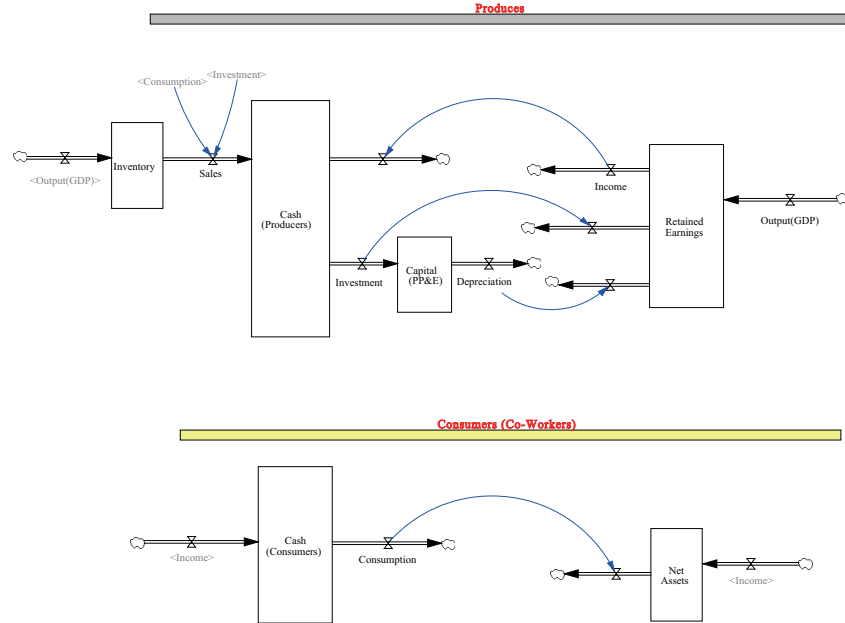 Produces
<Investment>
<Consumption>
Inventory
Sales
<Output(GDP)>
Cash
(Producers)
Income
Retained
Earnings
Output(GDP)
Investment
Capital
(PP&E)
Depreciation
Consumers (Co-Workers)
<Income>
Cash
(Consumers)
Consumption
Net
Assets
<Income>